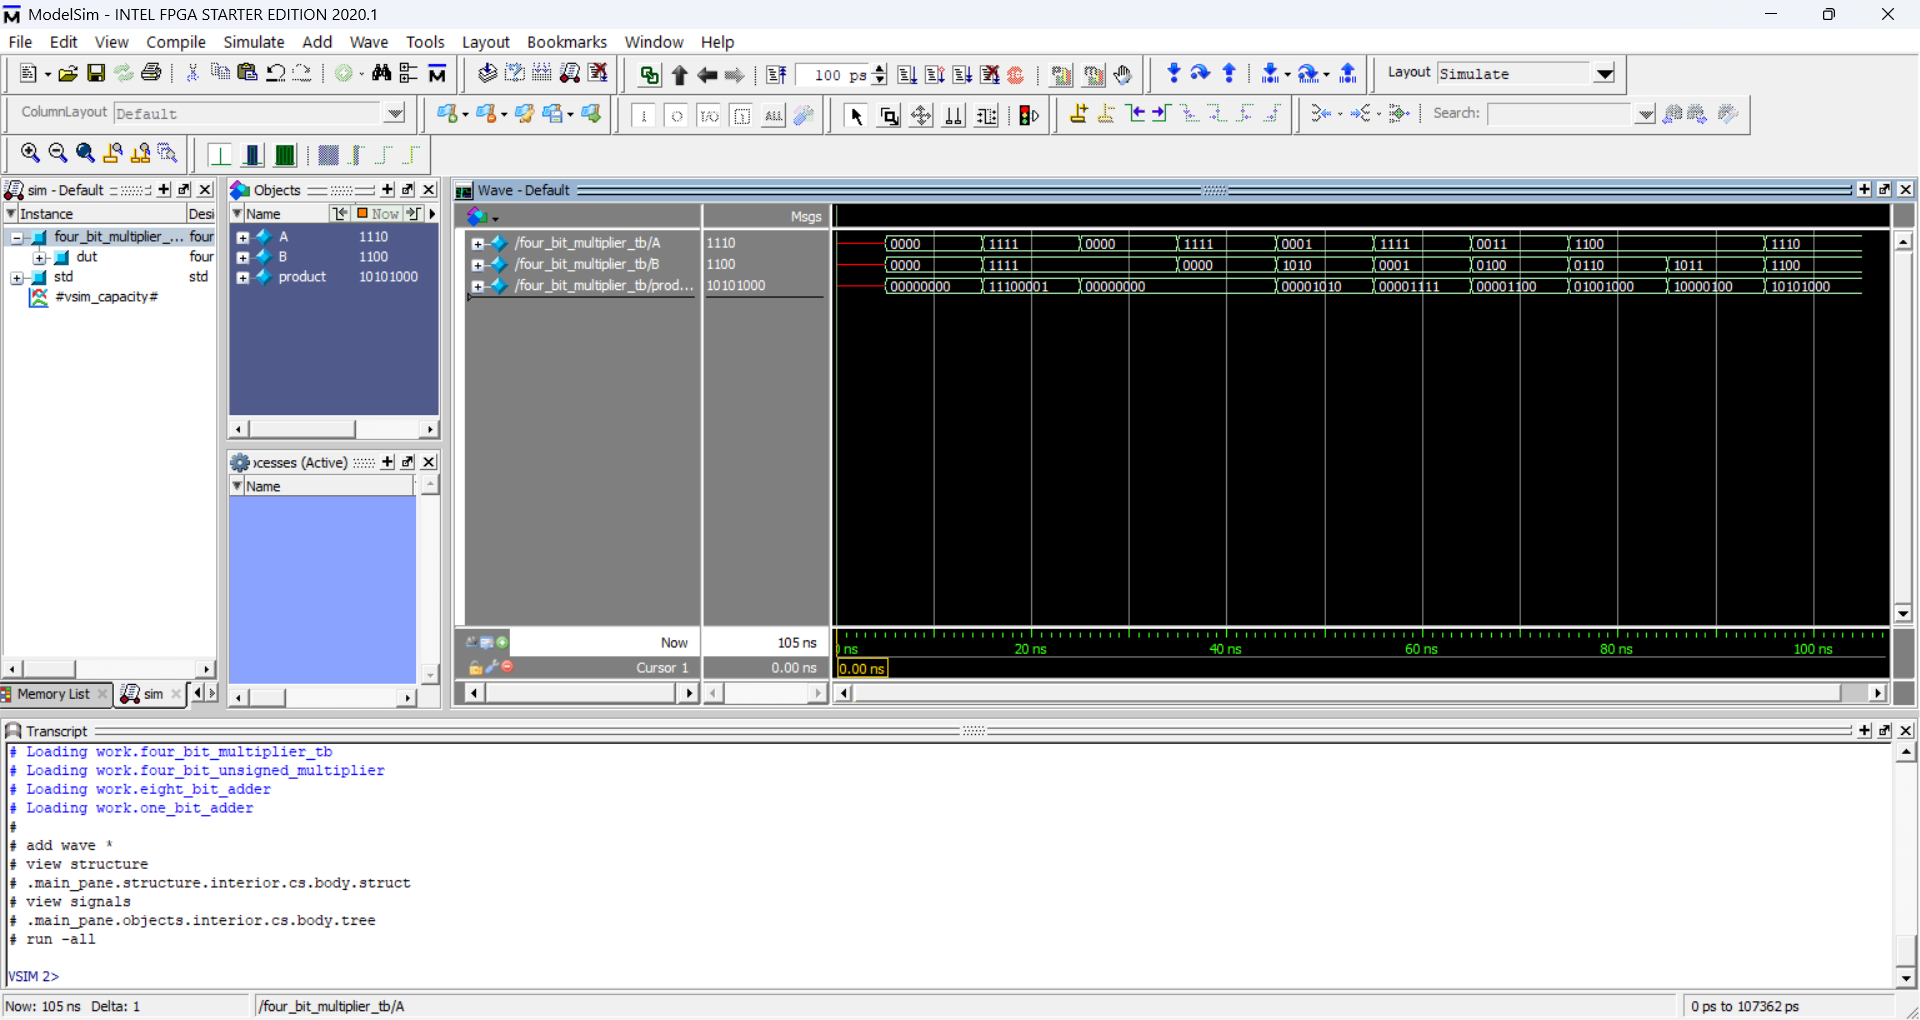 ModelSim - INTEL FPGA STARTER EDITION 2020.1
File Edit View Compile Simulate Add Wave Tools Layout Bookmarks Window Help
100 ps
Layout Simulate
ColumnLayout Default
ALL
Search:
sim - Default
Instance Desi
four_bit_multiplier_... four
dut four
std std
#vsim_capacity#
Memory List sim
Objects
Name Now
A 1110
B 1100
product 10101000
ocesses (Active)
Name
Wave - Default
Msgs
/four_bit_multiplier_tb/A 1110 0000 1111 0000 1111 0001 1111 0011 1100 1110
/four_bit_multiplier_tb/B 1100 0000 1111 0000 1010 0001 0100 0110 1011 1100
/four_bit_multiplier_tb/prod... 10101000 00000000 11100001 00000000 00001010 00001111 00001100 01001000 10000100 10101000
Now 105 ns ns 20 ns 40 ns 60 ns 80 ns 100 ns
Cursor 1 0.00 ns 0.00 ns
Transcript
# Loading work.four_bit_multiplier_tb
# Loading work.four_bit_unsigned_multiplier
# Loading work.eight_bit_adder
# Loading work.one_bit_adder
#
# add wave *
# view structure
# .main_pane.structure.interior.cs.body.struct
# view signals
# .main_pane.objects.interior.cs.body.tree
# run -all
VSIM 2>
Now: 105 ns Delta: 1 /four_bit_multiplier_tb/A 0 ps to 107362 ps